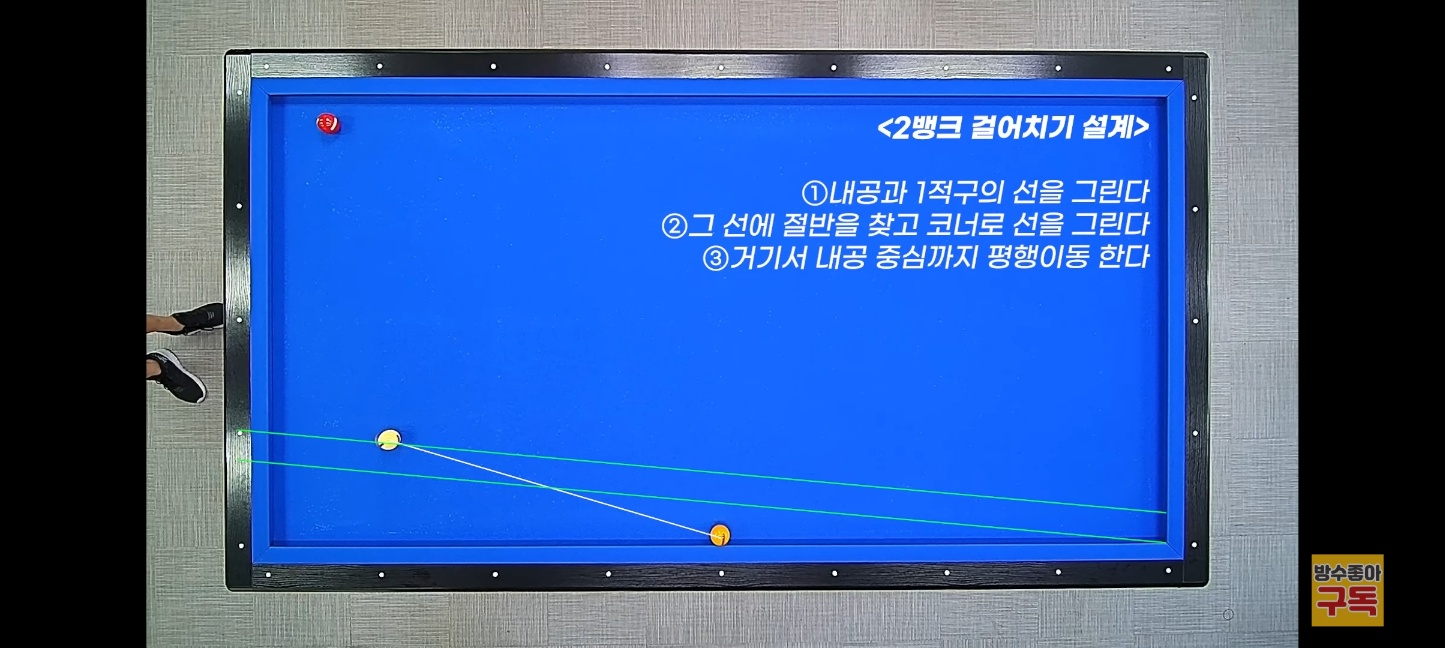 <2뱅크 걸어치기 설계>
①내공과 1적구의 선을 그린다
②그 선에 절반을 찾고 코너로 선을 그린다
③거기서 내공 중심까지 평행이동 한다
방수좋아
구독